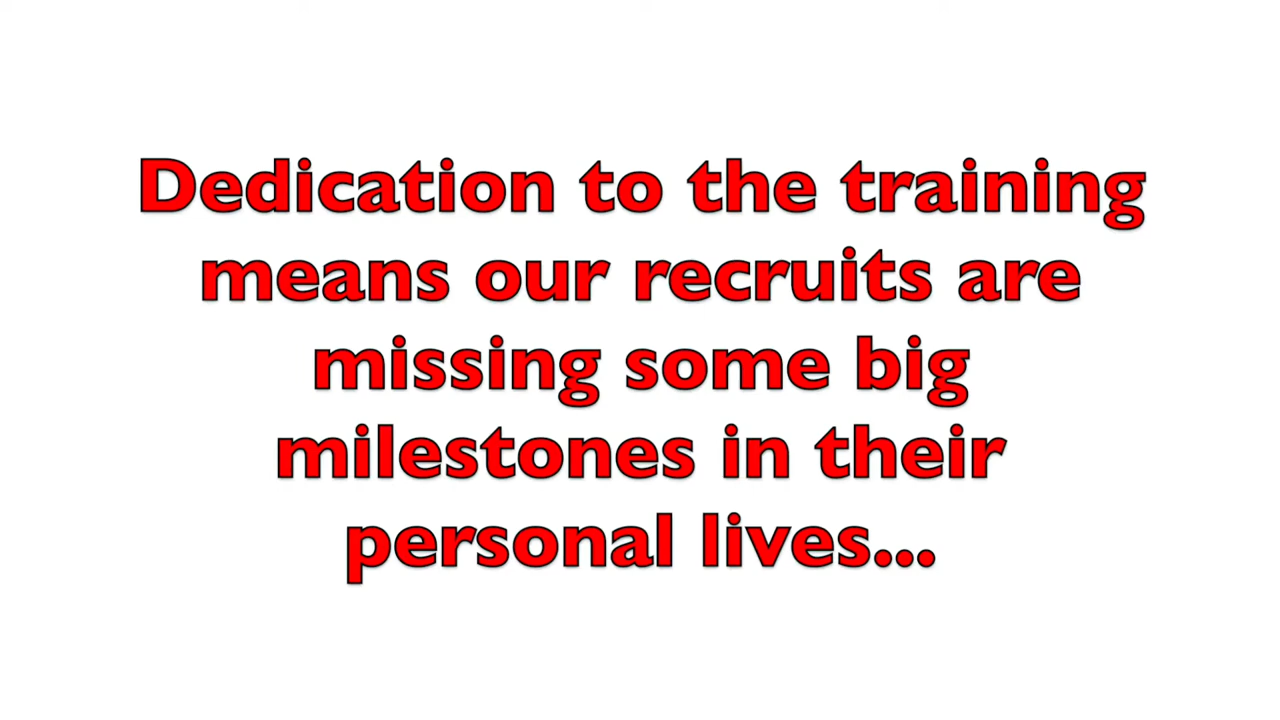 Dedication to the training
means our recruits are
missing some big
milestones in their
personal lives...